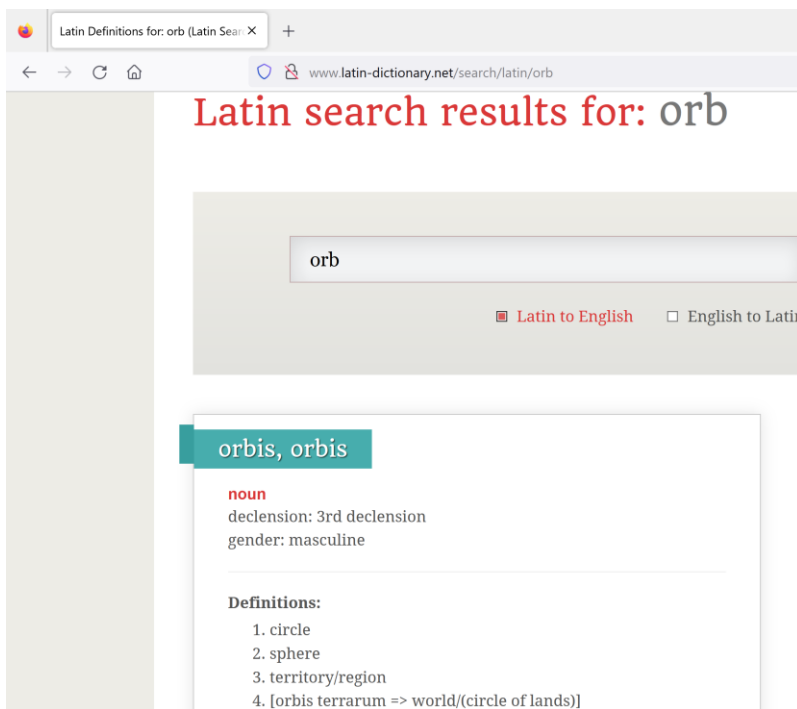 Latin Definitions for: orb (Latin Sear
www.latin-dictionary.net/search/latin/orb
Latin search results for: orb
orb
Latin to English English to Latin
orbis, orbis
noun
declension: 3rd declension
gender: masculine
Definitions:
1. circle
2. sphere
3. territory/region
4. [orbis terrarum => world/(circle of lands)]